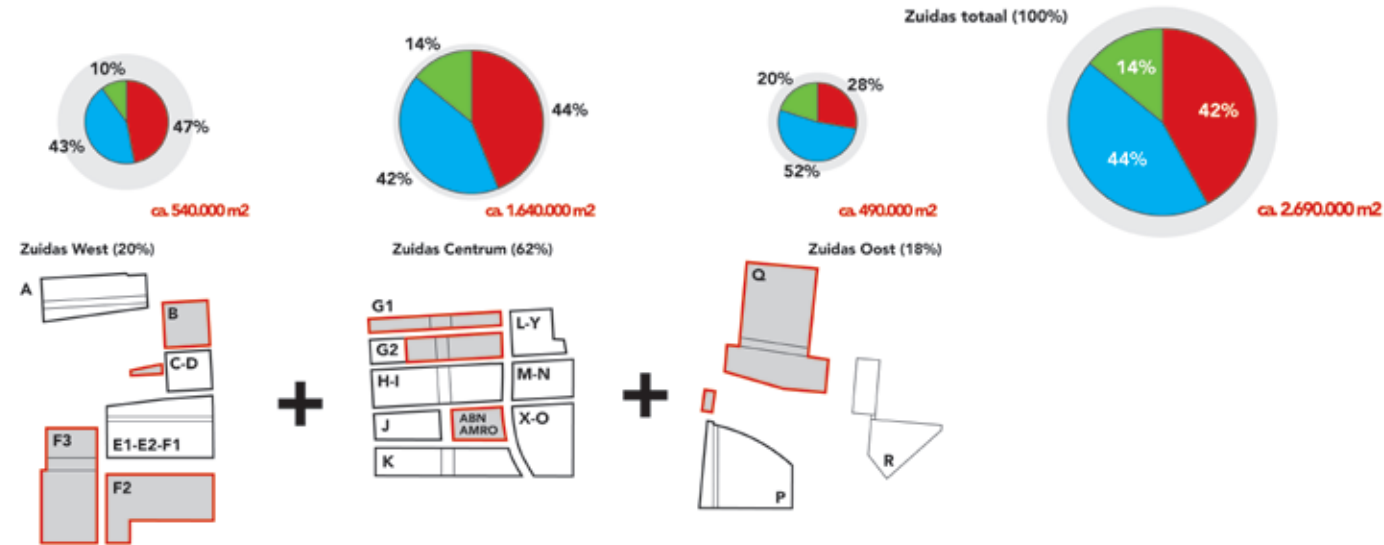 Zuidas totaal (100%)
10%
47%
43%
14%
44%
42%
20%
28%
52%
14%
42%
44%
ca. 540.000 m2
ca. 1.640.000 m2
ca. 490.000 m2
ca. 2.690.000 m2
Zuidas West (20%)
Zuidas Centrum (62%)
Zuidas Oost (18%)
A
B
C-D
E1-E2-F1
F3
F2
+
G1
G2
H-I
J
K
L-Y
M-N
X-O
ABN
AMRO
+
Q
P
R